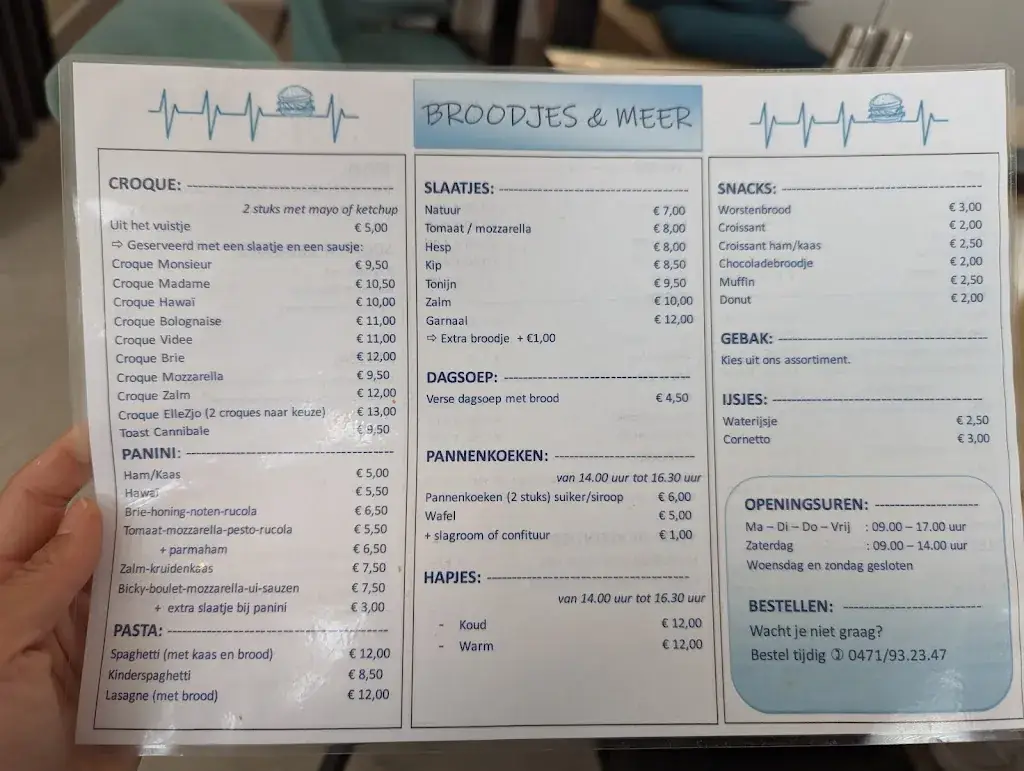 BROODJES & MEER
CROQUE:
2 stuks met mayo of ketchup
Uit het vuistje € 5,00
⇨ Geserveerd met een slaatje en een sausje:
Croque Monsieur € 9,50
Croque Madame € 10,50
Croque Hawaï € 10,00
Croque Bolognaise € 11,00
Croque Videe € 11,00
Croque Brie € 12,00
Croque Mozzarella € 9,50
Croque Zalm € 12,00
Croque ElleZjo (2 croques naar keuze) € 13,00
Toast Cannibale € 9,50
PANINI:
Ham/Kaas € 5,00
Hawaï € 5,50
Brie-honing-noten-rucola € 6,50
Tomaat-mozzarella-pesto-rucola € 5,50
+ parmaham € 6,50
Zalm-kruidenkaas € 7,50
Bicky-boulet-mozzarella-ui-sauzen € 7,50
+ extra slaatje bij panini € 3,00
PASTA:
Spaghetti (met kaas en brood) € 12,00
Kinderspaghetti € 8,50
Lasagne (met brood) € 12,00
SLAATJES:
Natuur € 7,00
Tomaat / mozzarella € 8,00
Hesp € 8,00
Kip € 8,50
Tonijn € 9,50
Zalm € 10,00
Garnaal € 12,00
⇨ Extra broodje + €1,00
DAGSOEP:
Verse dagsoep met brood € 4,50
PANNENKOEKEN:
van 14.00 uur tot 16.30 uur
Pannenkoeken (2 stuks) suiker/siroop € 6,00
Wafel € 5,00
+ slagroom of confituur € 1,00
HAPJES:
van 14.00 uur tot 16.30 uur
- Koud € 12,00
- Warm € 12,00
SNACKS:
Worstenbrood € 3,00
Croissant € 2,00
Croissant ham/kaas € 2,50
Chocoladebroodje € 2,00
Muffin € 2,50
Donut € 2,00
GEBAK:
Kies uit ons assortiment.
IJSJES:
Waterijsje € 2,50
Cornetto € 3,00
OPENINGSUREN:
Ma – Di – Do – Vrij : 09.00 – 17.00 uur
Zaterdag : 09.00 – 14.00 uur
Woensdag en zondag gesloten
BESTELLEN:
Wacht je niet graag?
Bestel tijdig ✆ 0471/93.23.47